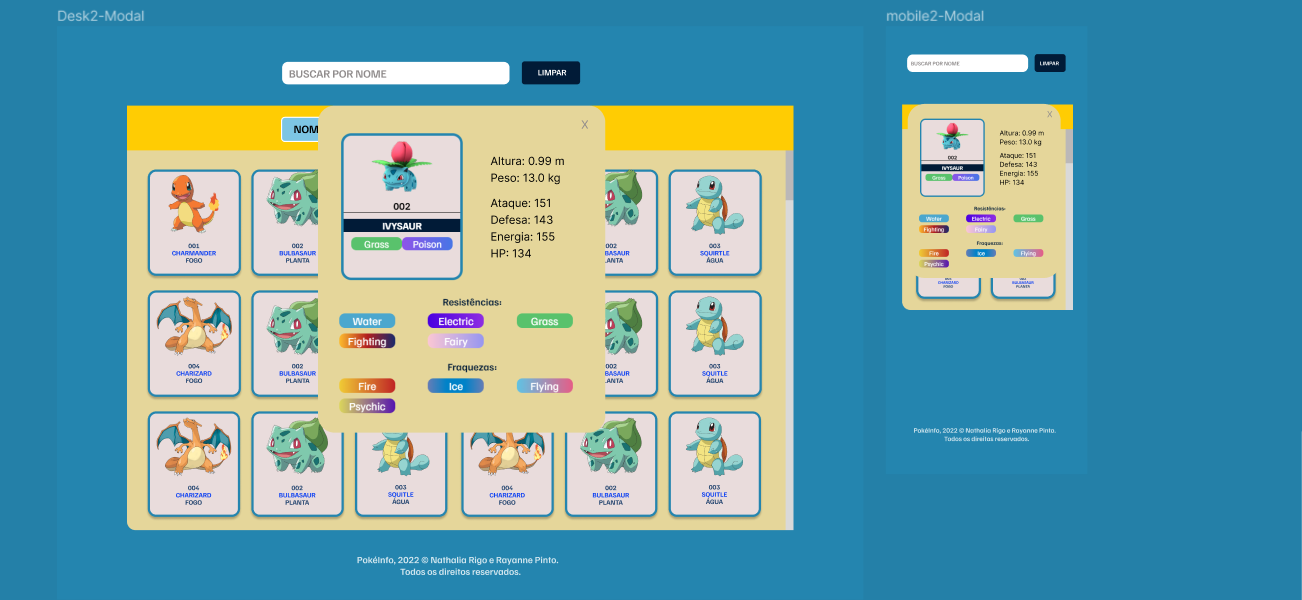 Desk2-Modal
BUSCAR POR NOME
LIMPAR
NOM
X
002
IVYSAUR
Grass
Poison
Altura: 0.99 m
Peso: 13.0 kg
Ataque: 151
Defesa: 143
Energia: 155
HP: 134
Resistências:
Water
Electric
Grass
Fighting
Fairy
Fraquezas:
Fire
Ice
Flying
Psychic
001
CHARMANDER
FOGO
002
BULBASAUR
PLANTA
002
LBASAUR
LANTA
003
SQUIRTLE
ÁGUA
004
CHARIZARD
FOGO
002
BULBASAUR
PLANTA
002
LBASAUR
LANTA
003
SQUITLE
ÁGUA
004
CHARIZARD
FOGO
002
BULBASAUR
PLANTA
003
SQUITLE
ÁGUA
004
CHARIZARD
FOGO
002
BULBASAUR
PLANTA
003
SQUITLE
ÁGUA
PokéInfo, 2022 © Nathalia Rigo e Rayanne Pinto.
Todos os direitos reservados.
mobile2-Modal
BUSCAR POR NOME
LIMPAR
X
002
IVYSAUR
Grass
Poison
Altura: 0.99 m
Peso: 13.0 kg
Ataque: 151
Defesa: 143
Energia: 155
HP: 134
Resistências:
Water
Electric
Grass
Fighting
Fairy
Fraquezas:
Fire
Ice
Flying
Psychic
CHARIZARD
FOGO
BULBASAUR
PLANTA
PokéInfo, 2022 © Nathalia Rigo e Rayanne Pinto.
Todos os direitos reservados.